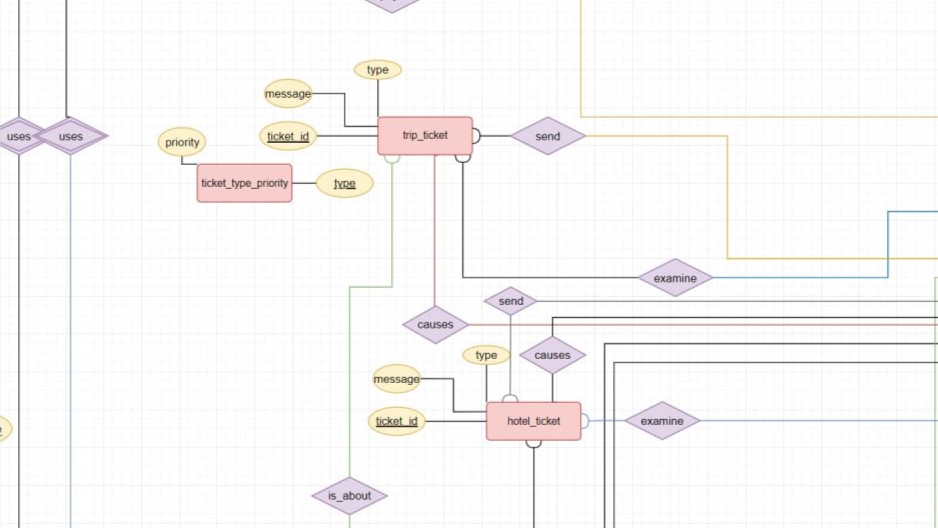 type
message
uses
uses
ticket_id
trip_ticket
send
priority
ticket_type_priority
type
examine
send
causes
type
causes
message
ticket_id
hotel_ticket
examine
is_about